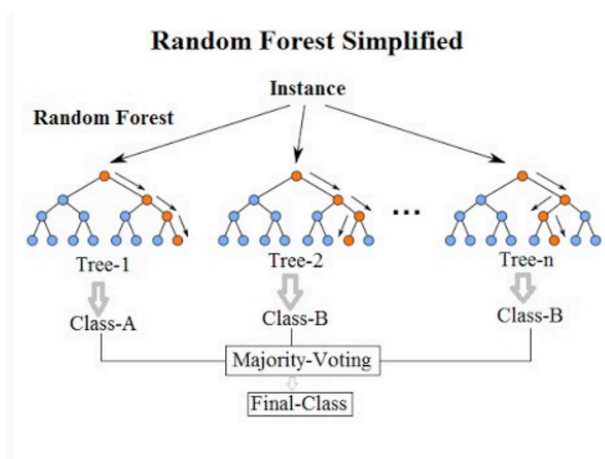 Random Forest Simplified
Instance
Random Forest
...
Tree-1 Tree-2 Tree-n
Class-A Class-B Class-B
Majority-Voting
Final-Class